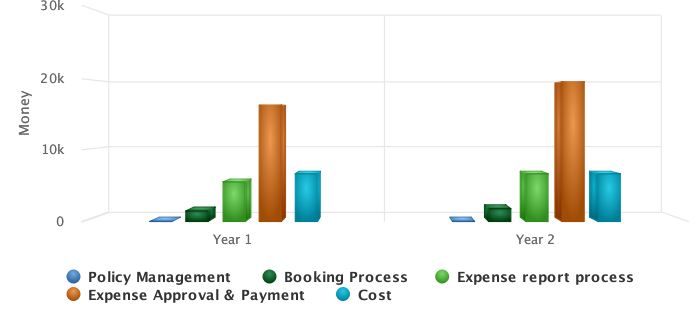 30k
20k
10k
0
Money
Year 1
Year 2
Policy Management
Booking Process
Expense report process
Expense Approval & Payment
Cost